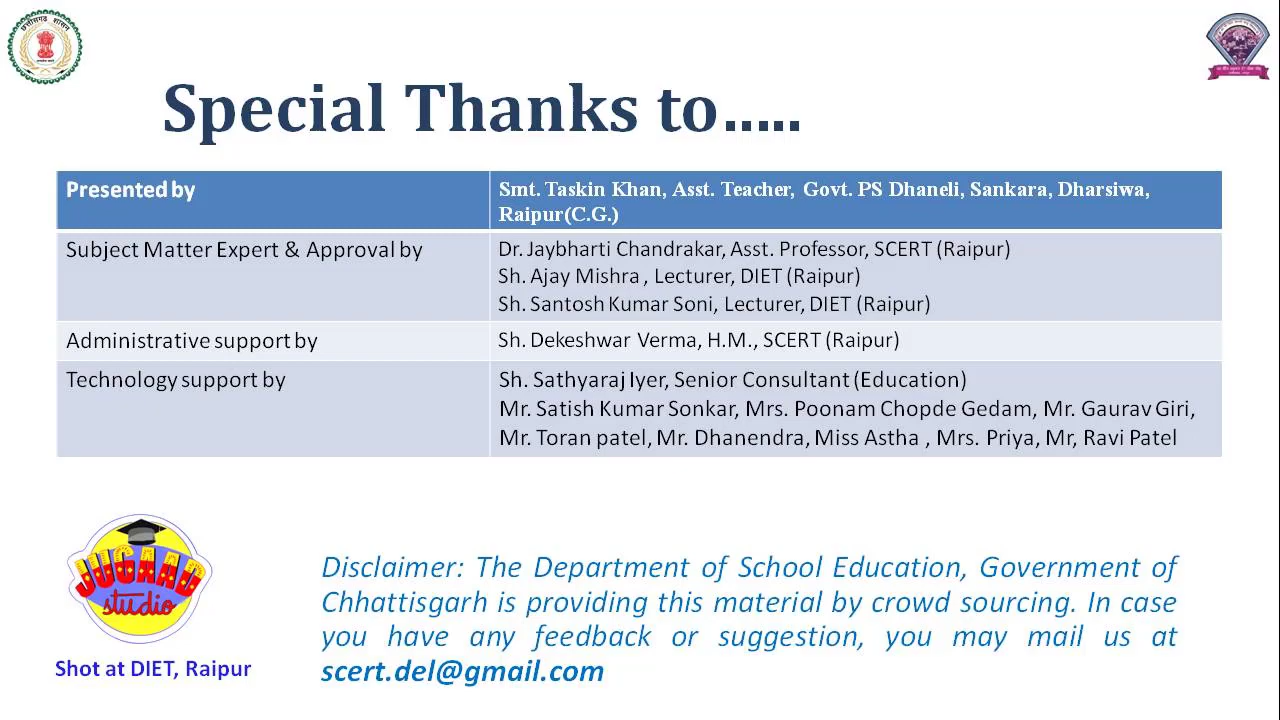 छत्तीसगढ़ शासन
Special Thanks to.....
Presented by
Smt. Taskin Khan, Asst. Teacher, Govt. PS Dhaneli, Sankara, Dharsiwa,
Raipur(C.G.)
Subject Matter Expert & Approval by
Dr. Jaybharti Chandrakar, Asst. Professor, SCERT (Raipur)
Sh. Ajay Mishra , Lecturer, DIET (Raipur)
Sh. Santosh Kumar Soni, Lecturer, DIET (Raipur)
Administrative support by
Sh. Dekeshwar Verma, H.M., SCERT (Raipur)
Technology support by
Sh. Sathyaraj Iyer, Senior Consultant (Education)
Mr. Satish Kumar Sonkar, Mrs. Poonam Chopde Gedam, Mr. Gaurav Giri,
Mr. Toran patel, Mr. Dhanendra, Miss Astha , Mrs. Priya, Mr, Ravi Patel
JUGAAD
studio
Shot at DIET, Raipur
Disclaimer: The Department of School Education, Government of
Chhattisgarh is providing this material by crowd sourcing. In case
you have any feedback or suggestion, you may mail us at
scert.del@gmail.com